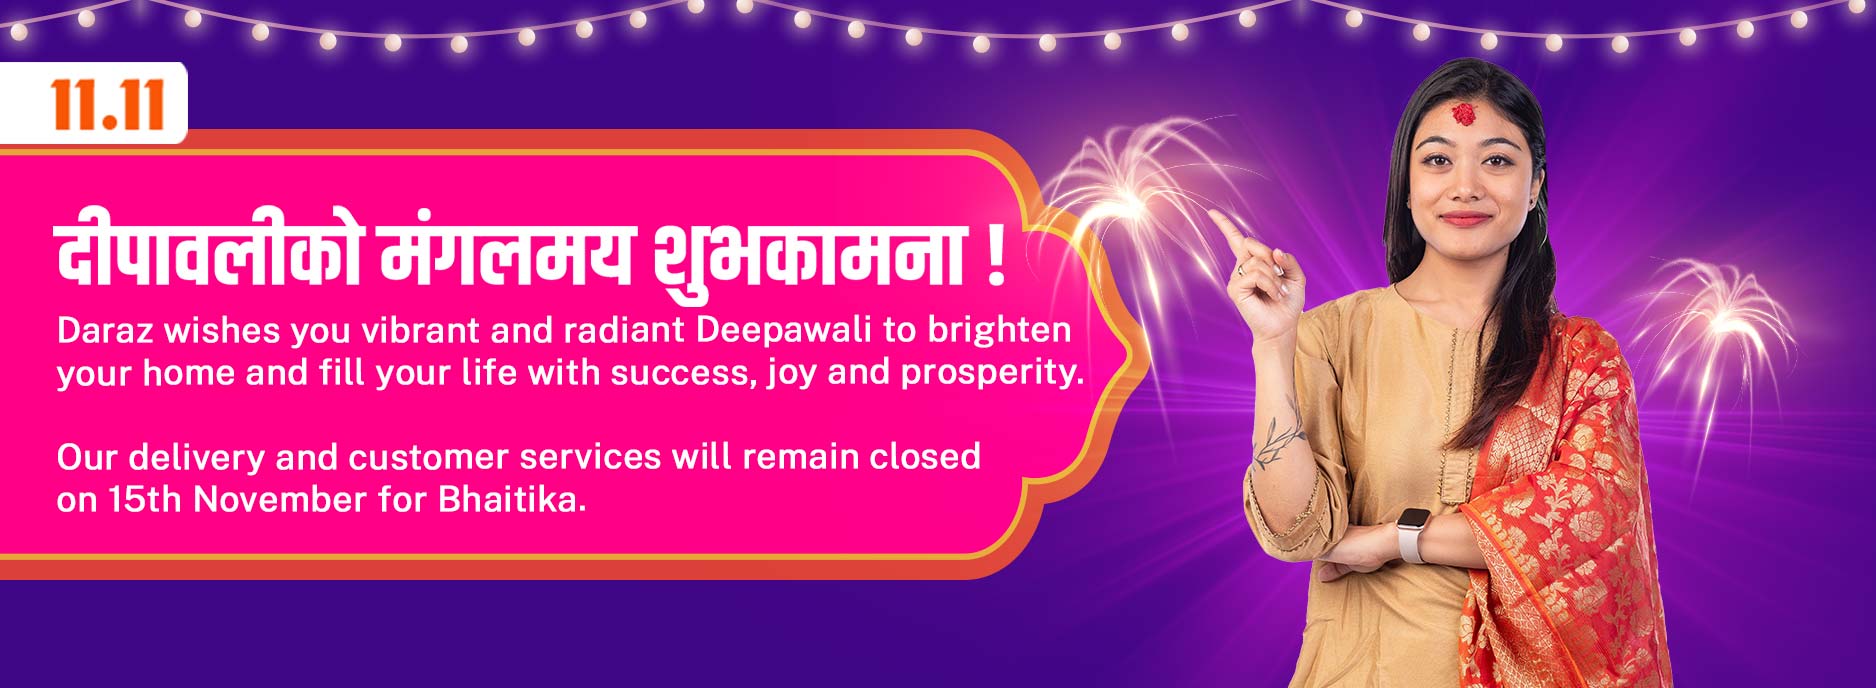 11.11
दीपावलीको मंगलमय शुभकामना !
Daraz wishes you vibrant and radiant Deepawali to brighten
your home and fill your life with success, joy and prosperity.
Our delivery and customer services will remain closed
on 15th November for Bhaitika.